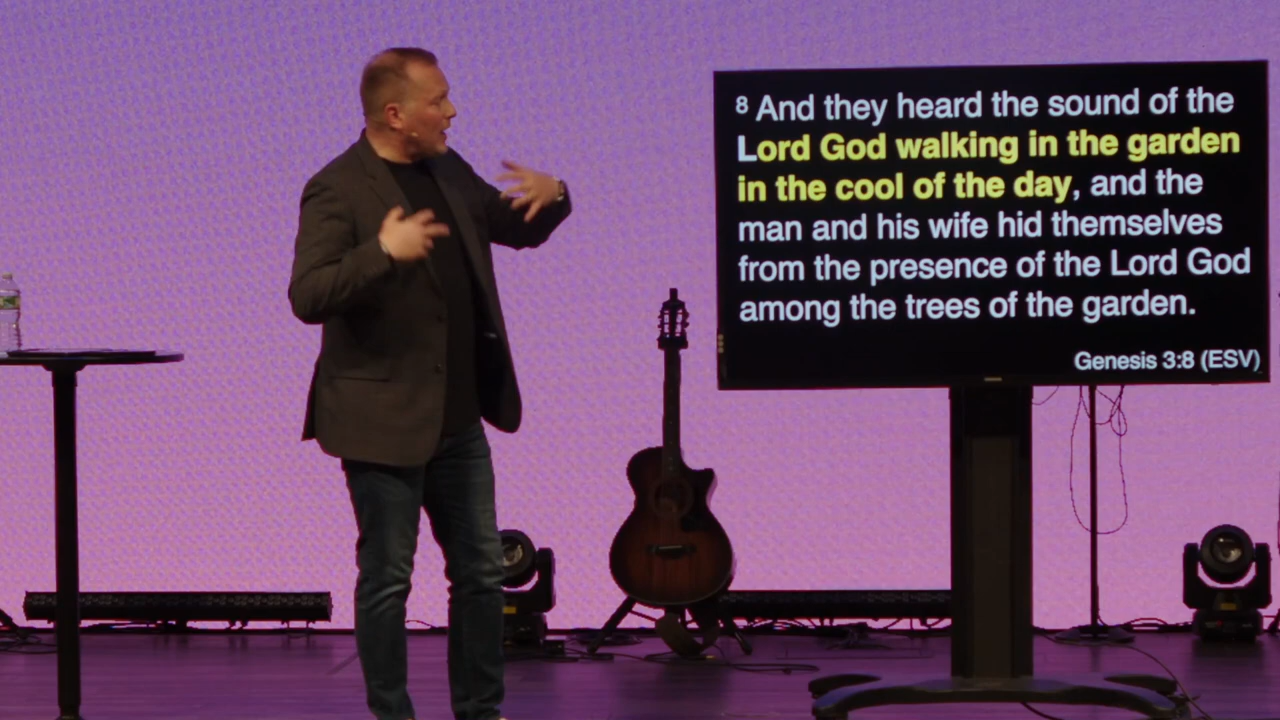 8 And they heard the sound of the
Lord God walking in the garden
in the cool of the day, and the
man and his wife hid themselves
from the presence of the Lord God
among the trees of the garden.
Genesis 3:8 (ESV)